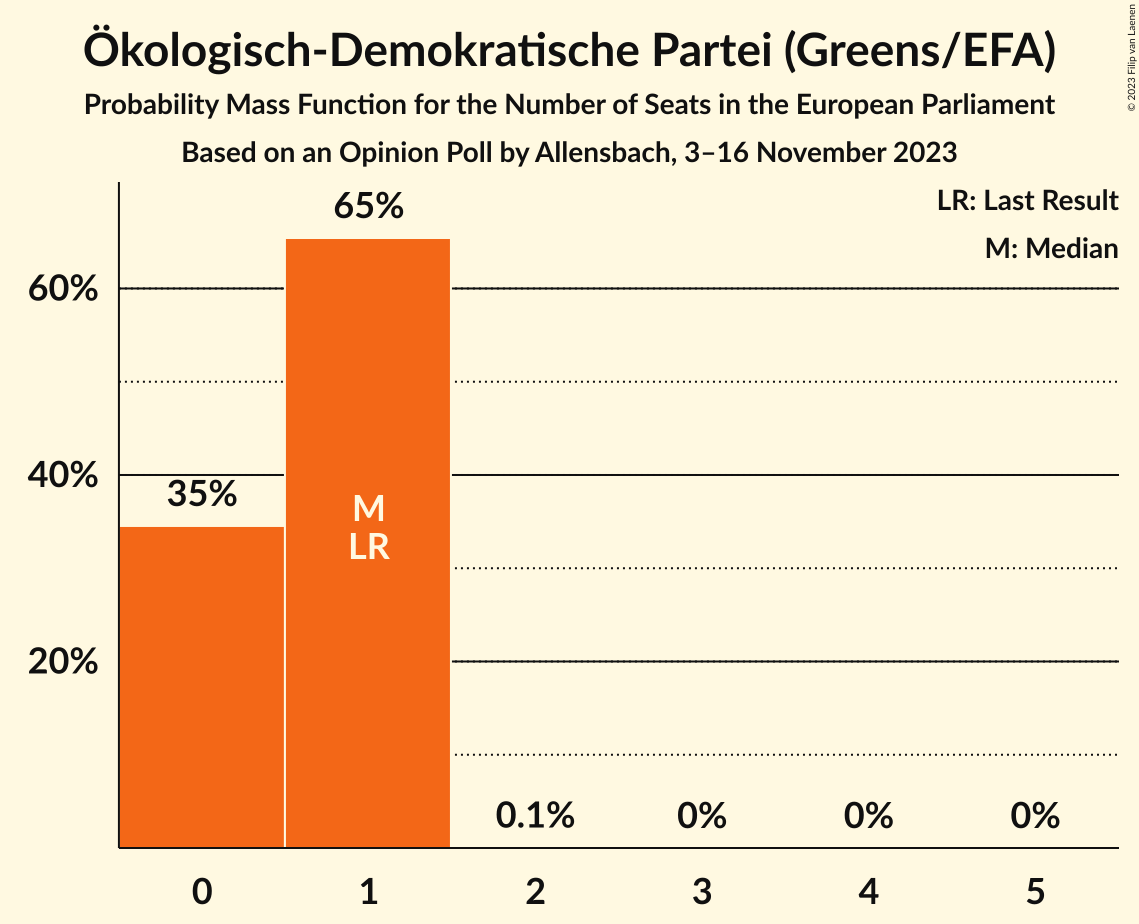 Ökologisch-Demokratische Partei (Greens/EFA)
Probability Mass Function for the Number of Seats in the European Parliament
Based on an Opinion Poll by Allensbach, 3–16 November 2023
© 2023 Filip van Laenen
LR: Last Result
M: Median
65%
60%
40%
35%
M
LR
20%
0.1%
0%
0%
0%
0
1
2
3
4
5